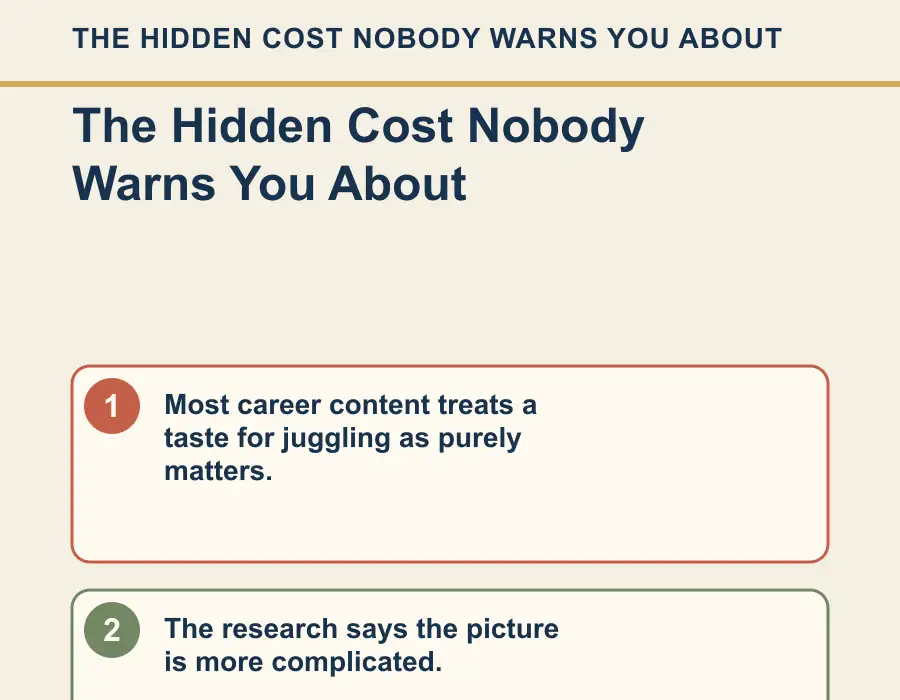 THE HIDDEN COST NOBODY WARNS YOU ABOUT
The Hidden Cost Nobody
Warns You About
1
Most career content treats a
taste for juggling as purely
matters.
2
The research says the picture
is more complicated.